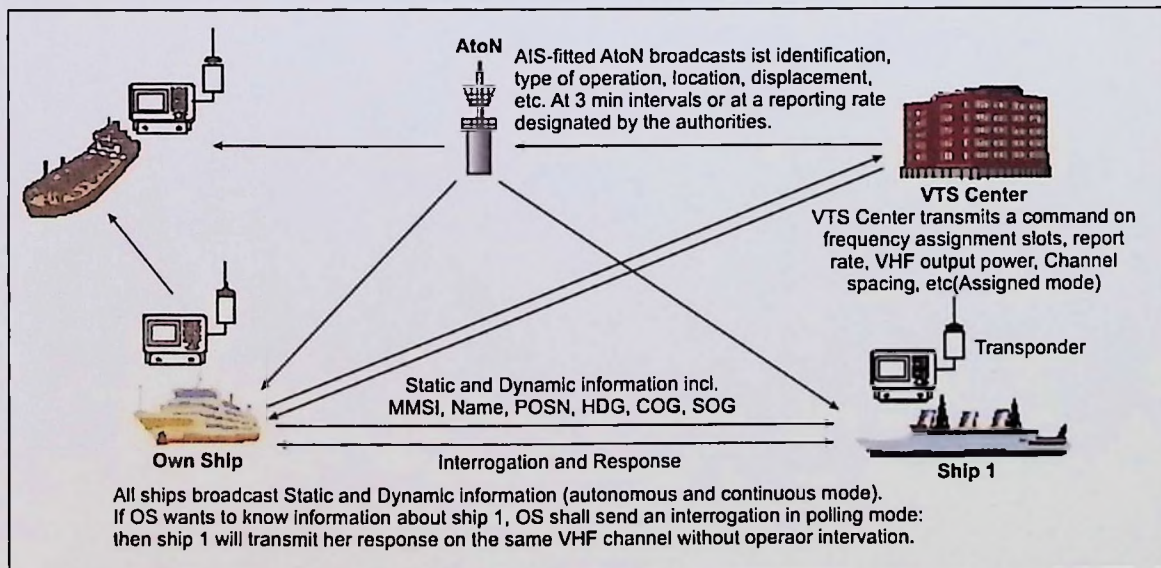 AtoN
AIS-fitted AtoN broadcasts ist identification,
type of operation, location, displacement,
etc. At 3 min intervals or at a reporting rate
designated by the authorities.
VTS Center
VTS Center transmits a command on
frequency assignment slots, report
rate, VHF output power, Channel
spacing, etc(Assigned mode)
Transponder
Static and Dynamic information incl.
MMSI, Name, POSN, HDG, COG, SOG
Own Ship
Interrogation and Response
Ship 1
All ships broadcast Static and Dynamic information (autonomous and continuous mode).
If OS wants to know information about ship 1, OS shall send an interrogation in polling mode:
then ship 1 will transmit her response on the same VHF channel without operaor intervation.